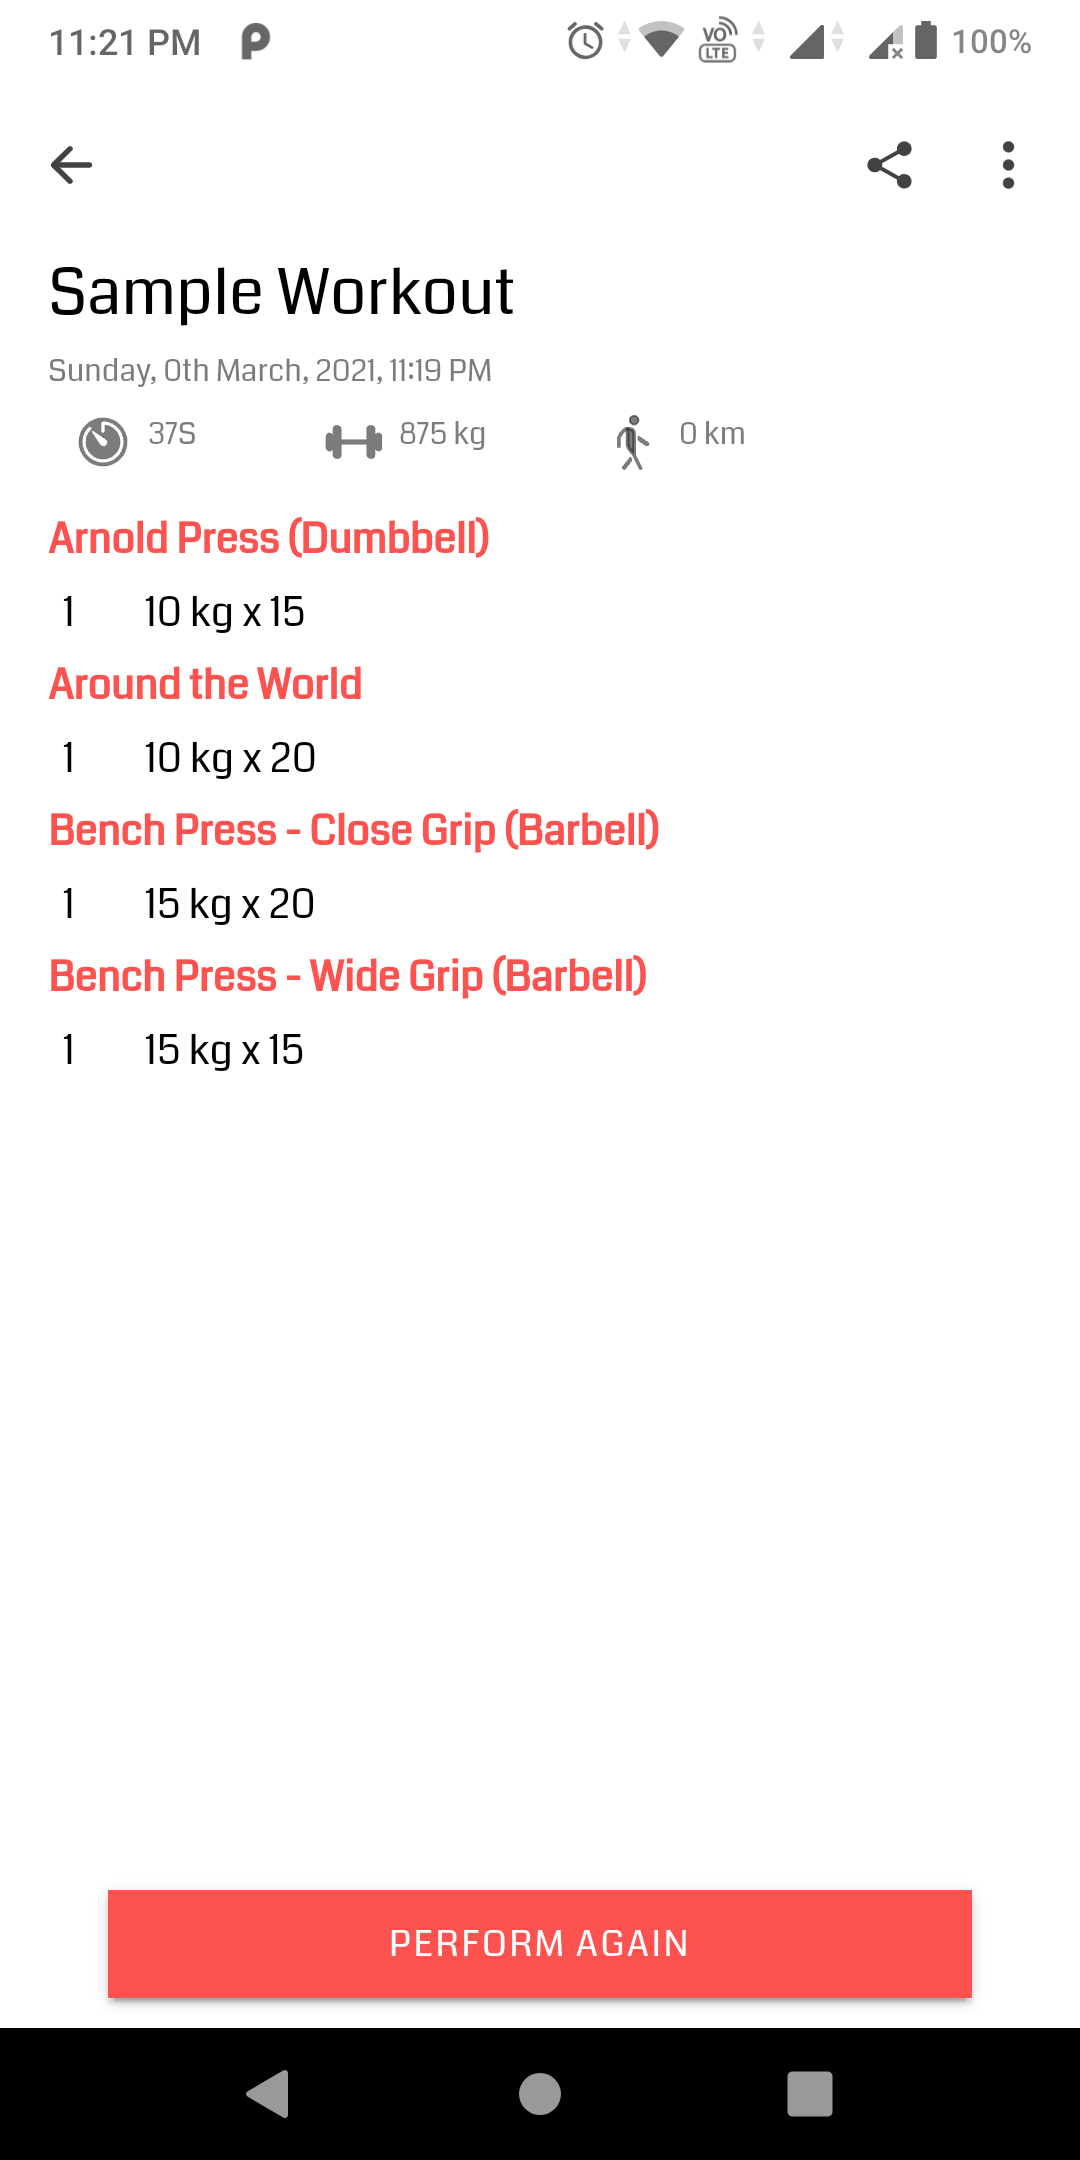 11:21 PM
VO
LTE
100%
Sample Workout
Sunday, 0th March, 2021, 11:19 PM
37S 875 kg 0 km
Arnold Press (Dumbbell)
1 10 kg x 15
Around the World
1 10 kg x 20
Bench Press - Close Grip (Barbell)
1 15 kg x 20
Bench Press - Wide Grip (Barbell)
1 15 kg x 15
PERFORM AGAIN